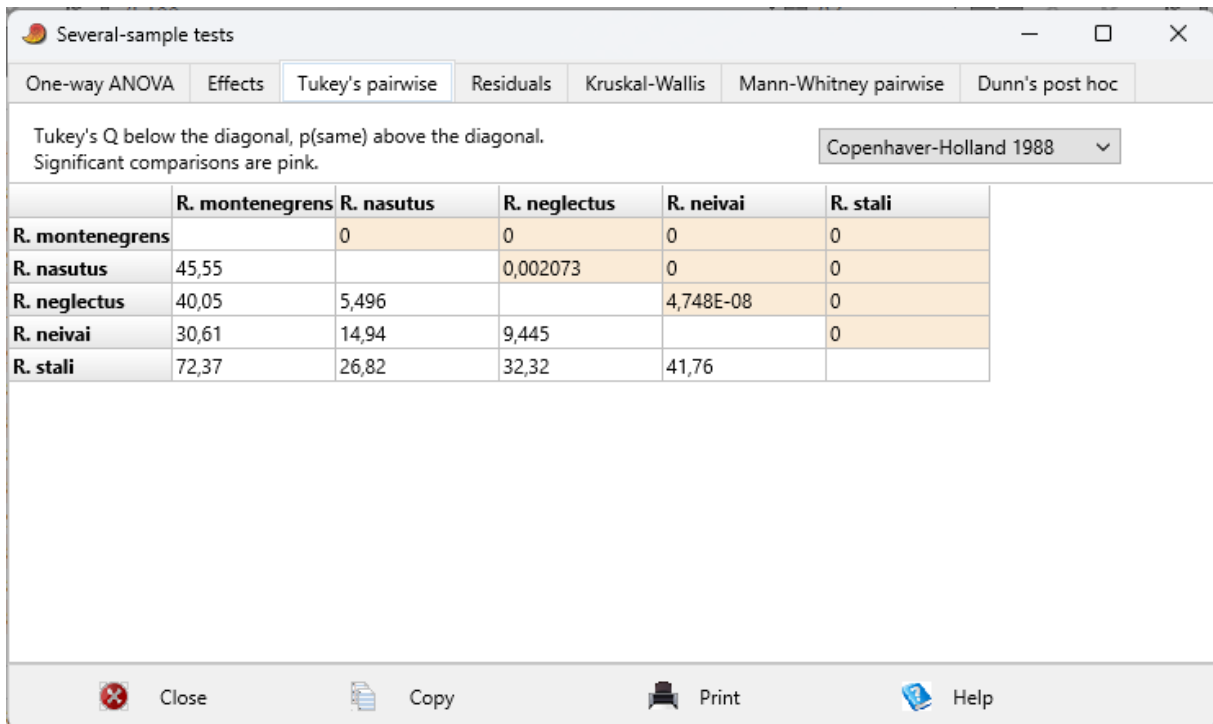 Several-sample tests
One-way ANOVA Effects Tukey's pairwise Residuals Kruskal-Wallis Mann-Whitney pairwise Dunn's post hoc
Tukey's Q below the diagonal, p(same) above the diagonal.
Significant comparisons are pink.
Copenhaver-Holland 1988
R. montenegrens R. nasutus R. neglectus R. neivai R. stali
R. montenegrens 0 0 0 0
R. nasutus 45,55 0,002073 0 0
R. neglectus 40,05 5,496 4,748E-08 0
R. neivai 30,61 14,94 9,445 0
R. stali 72,37 26,82 32,32 41,76
Close Copy Print Help